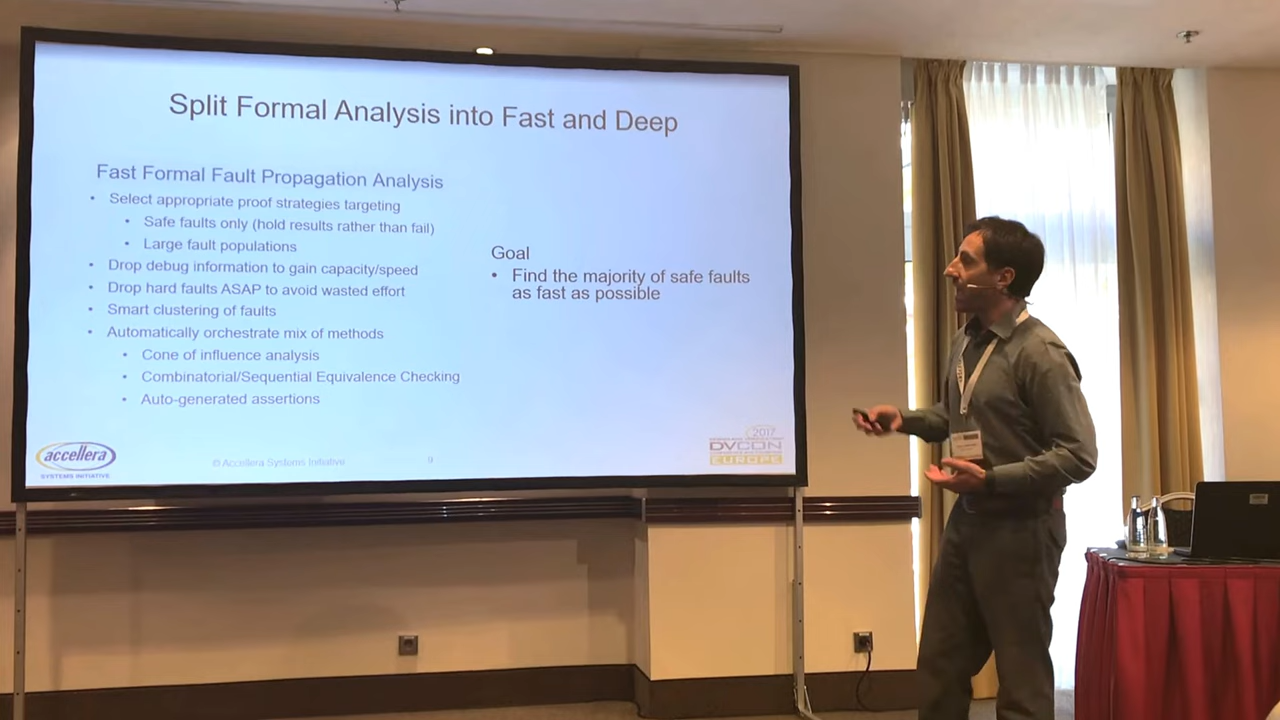 Split Formal Analysis into Fast and Deep
Fast Formal Fault Propagation Analysis
• Select appropriate proof strategies targeting
• Safe faults only (hold results rather than fail)
• Large fault populations
• Drop debug information to gain capacity/speed
• Drop hard faults ASAP to avoid wasted effort
• Smart clustering of faults
• Automatically orchestrate mix of methods
• Cone of influence analysis
• Combinatorial/Sequential Equivalence Checking
• Auto-generated assertions
Goal
• Find the majority of safe faults
as fast as possible
accellera
SYSTEMS INITIATIVE
© Accellera Systems Initiative
9
2017
DVCON
EUROPE